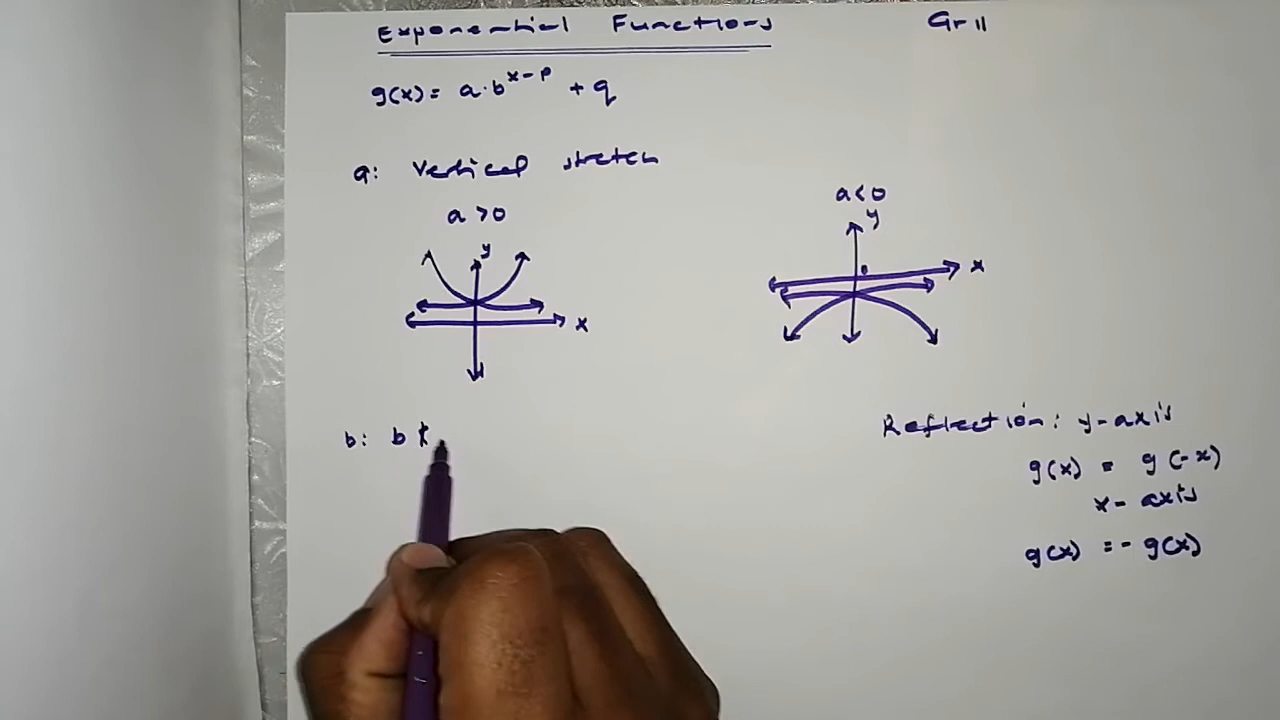 Exponential Functions Gr 11
g(x) = a·b^(x-p) + q
a: Vertical stretch
a > 0
a < 0
y
x
y
x
b: b
Reflection: y-axis
g(x) = g(-x)
x-axis
g(x) = -g(x)